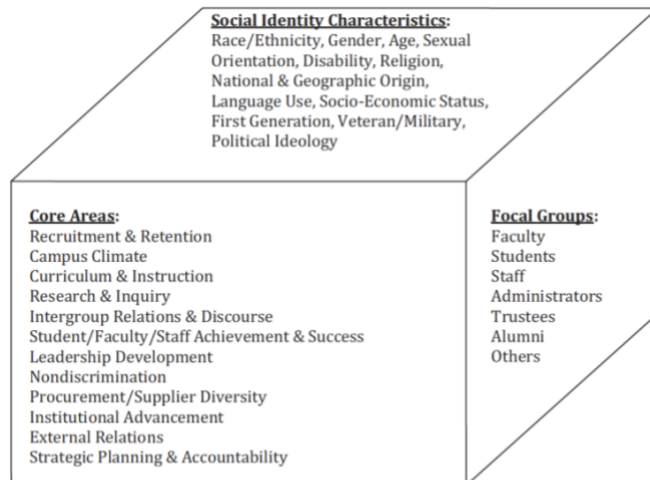 Social Identity Characteristics:
Race/Ethnicity, Gender, Age, Sexual
Orientation, Disability, Religion,
National & Geographic Origin,
Language Use, Socio-Economic Status,
First Generation, Veteran/Military,
Political Ideology
Core Areas:
Recruitment & Retention
Campus Climate
Curriculum & Instruction
Research & Inquiry
Intergroup Relations & Discourse
Student/Faculty/Staff Achievement & Success
Leadership Development
Nondiscrimination
Procurement/Supplier Diversity
Institutional Advancement
External Relations
Strategic Planning & Accountability
Focal Groups:
Faculty
Students
Staff
Administrators
Trustees
Alumni
Others